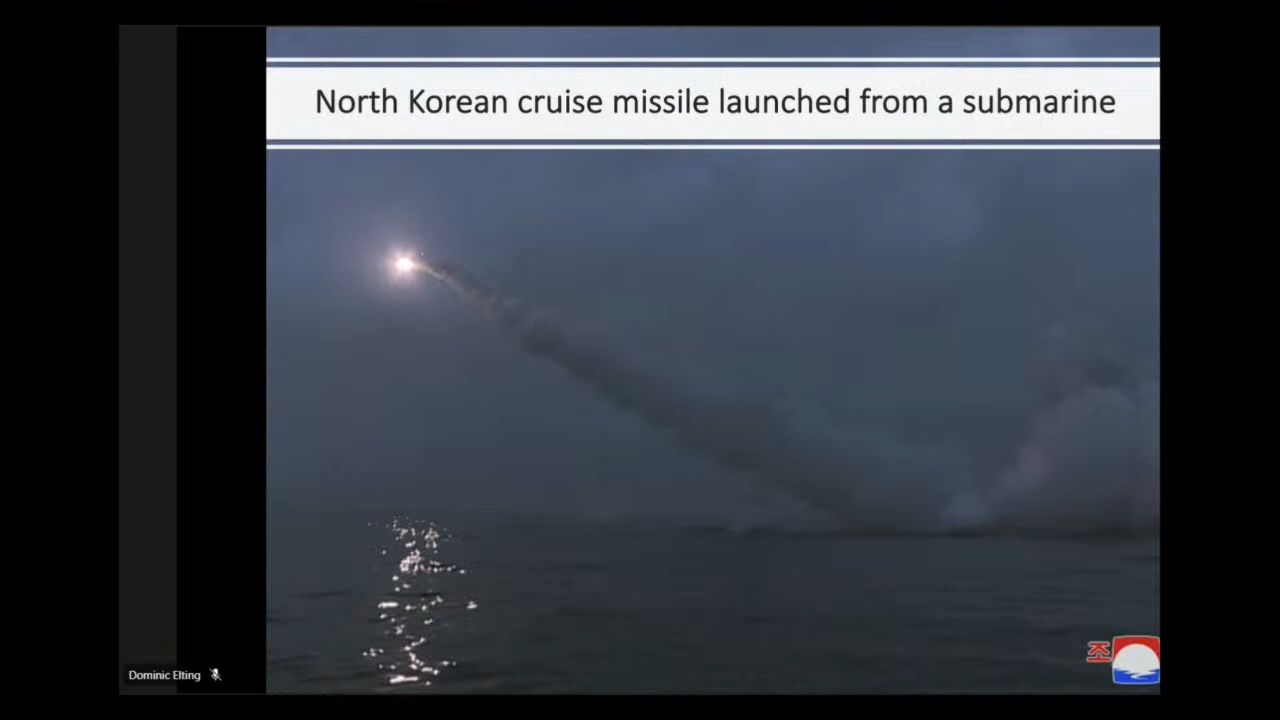 North Korean cruise missile launched from a submarine
조
Dominic Elting